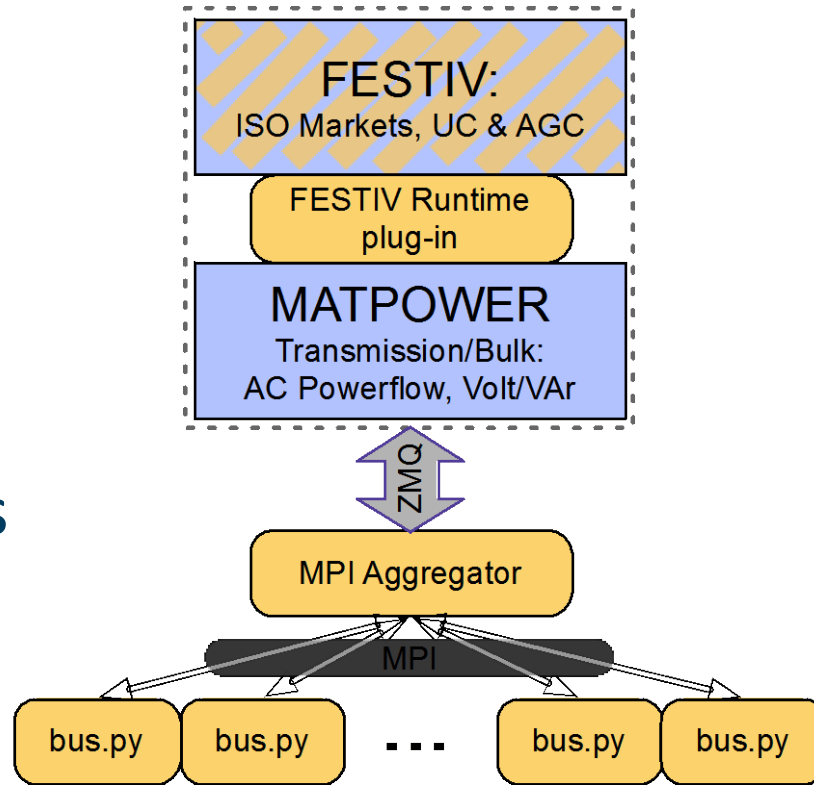 FESTIV:
ISO Markets, UC & AGC
FESTIV Runtime
plug-in
MATPOWER
Transmission/Bulk:
AC Powerflow, Volt/VAr
ZMQ
s
MPI Aggregator
MPI
bus.py bus.py ... bus.py bus.py